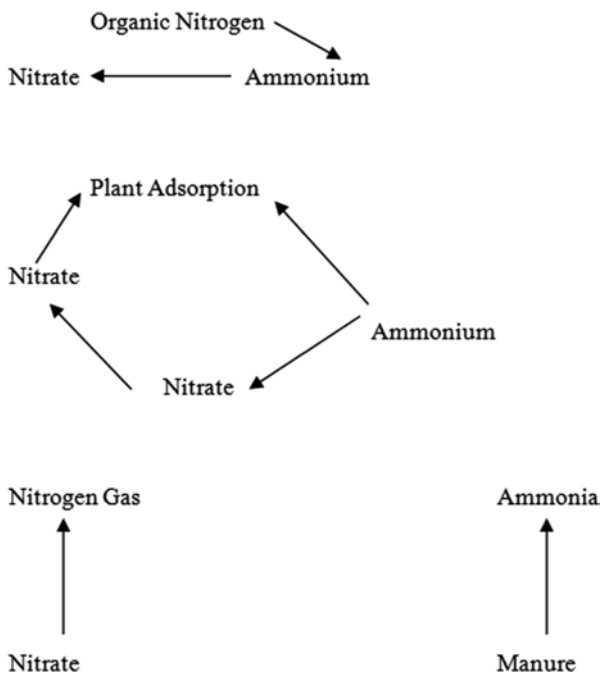 Organic Nitrogen
Nitrate Ammonium
Plant Adsorption
Nitrate
Ammonium
Nitrate
Nitrogen Gas Ammonia
Nitrate Manure